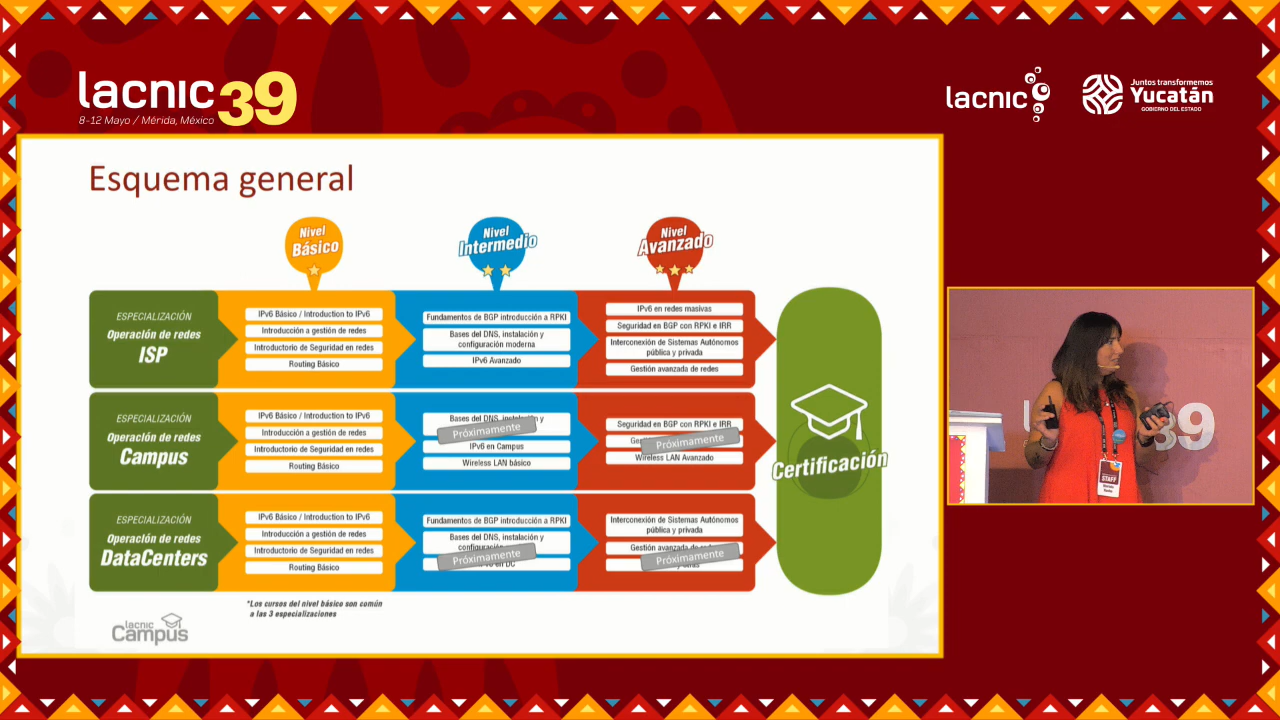 lacnic 39
8-12 Mayo / Mérida, México
lacnic
Juntos transformemos
Yucatán
GOBIERNO DEL ESTADO
Esquema general
Nivel
Básico
Nivel
Intermedio
Nivel
Avanzado
ESPECIALIZACIÓN
Operación de redes
ISP
IPv6 Básico / Introduction to IPv6
Introducción a gestión de redes
Introductorio de Seguridad en redes
Routing Básico
Fundamentos de BGP introducción a RPKI
Bases del DNS, instalación y
configuración moderna
IPv6 Avanzado
IPv6 en redes masivas
Seguridad en BGP con RPKI e IRR
Interconexión de Sistemas Autónomos
pública y privada
Gestión avanzada de redes
ESPECIALIZACIÓN
Operación de redes
Campus
IPv6 Básico / Introduction to IPv6
Introducción a gestión de redes
Introductorio de Seguridad en redes
Routing Básico
Bases del DNS, instalación y
Próximamente
IPv6 en Campus
Wireless LAN básico
Seguridad en BGP con RPKI e IRR
Próximamente
Wireless LAN Avanzado
ESPECIALIZACIÓN
Operación de redes
DataCenters
IPv6 Básico / Introduction to IPv6
Introducción a gestión de redes
Introductorio de Seguridad en redes
Routing Básico
Fundamentos de BGP introducción a RPKI
Bases del DNS, instalación y
Próximamente
en DC
Interconexión de Sistemas Autónomos
pública y privada
Gestión avanzada de
Próximamente
Certificación
*Los cursos del nivel básico son común
a las 3 especializaciones
lacnic
Campus
39
STAFF